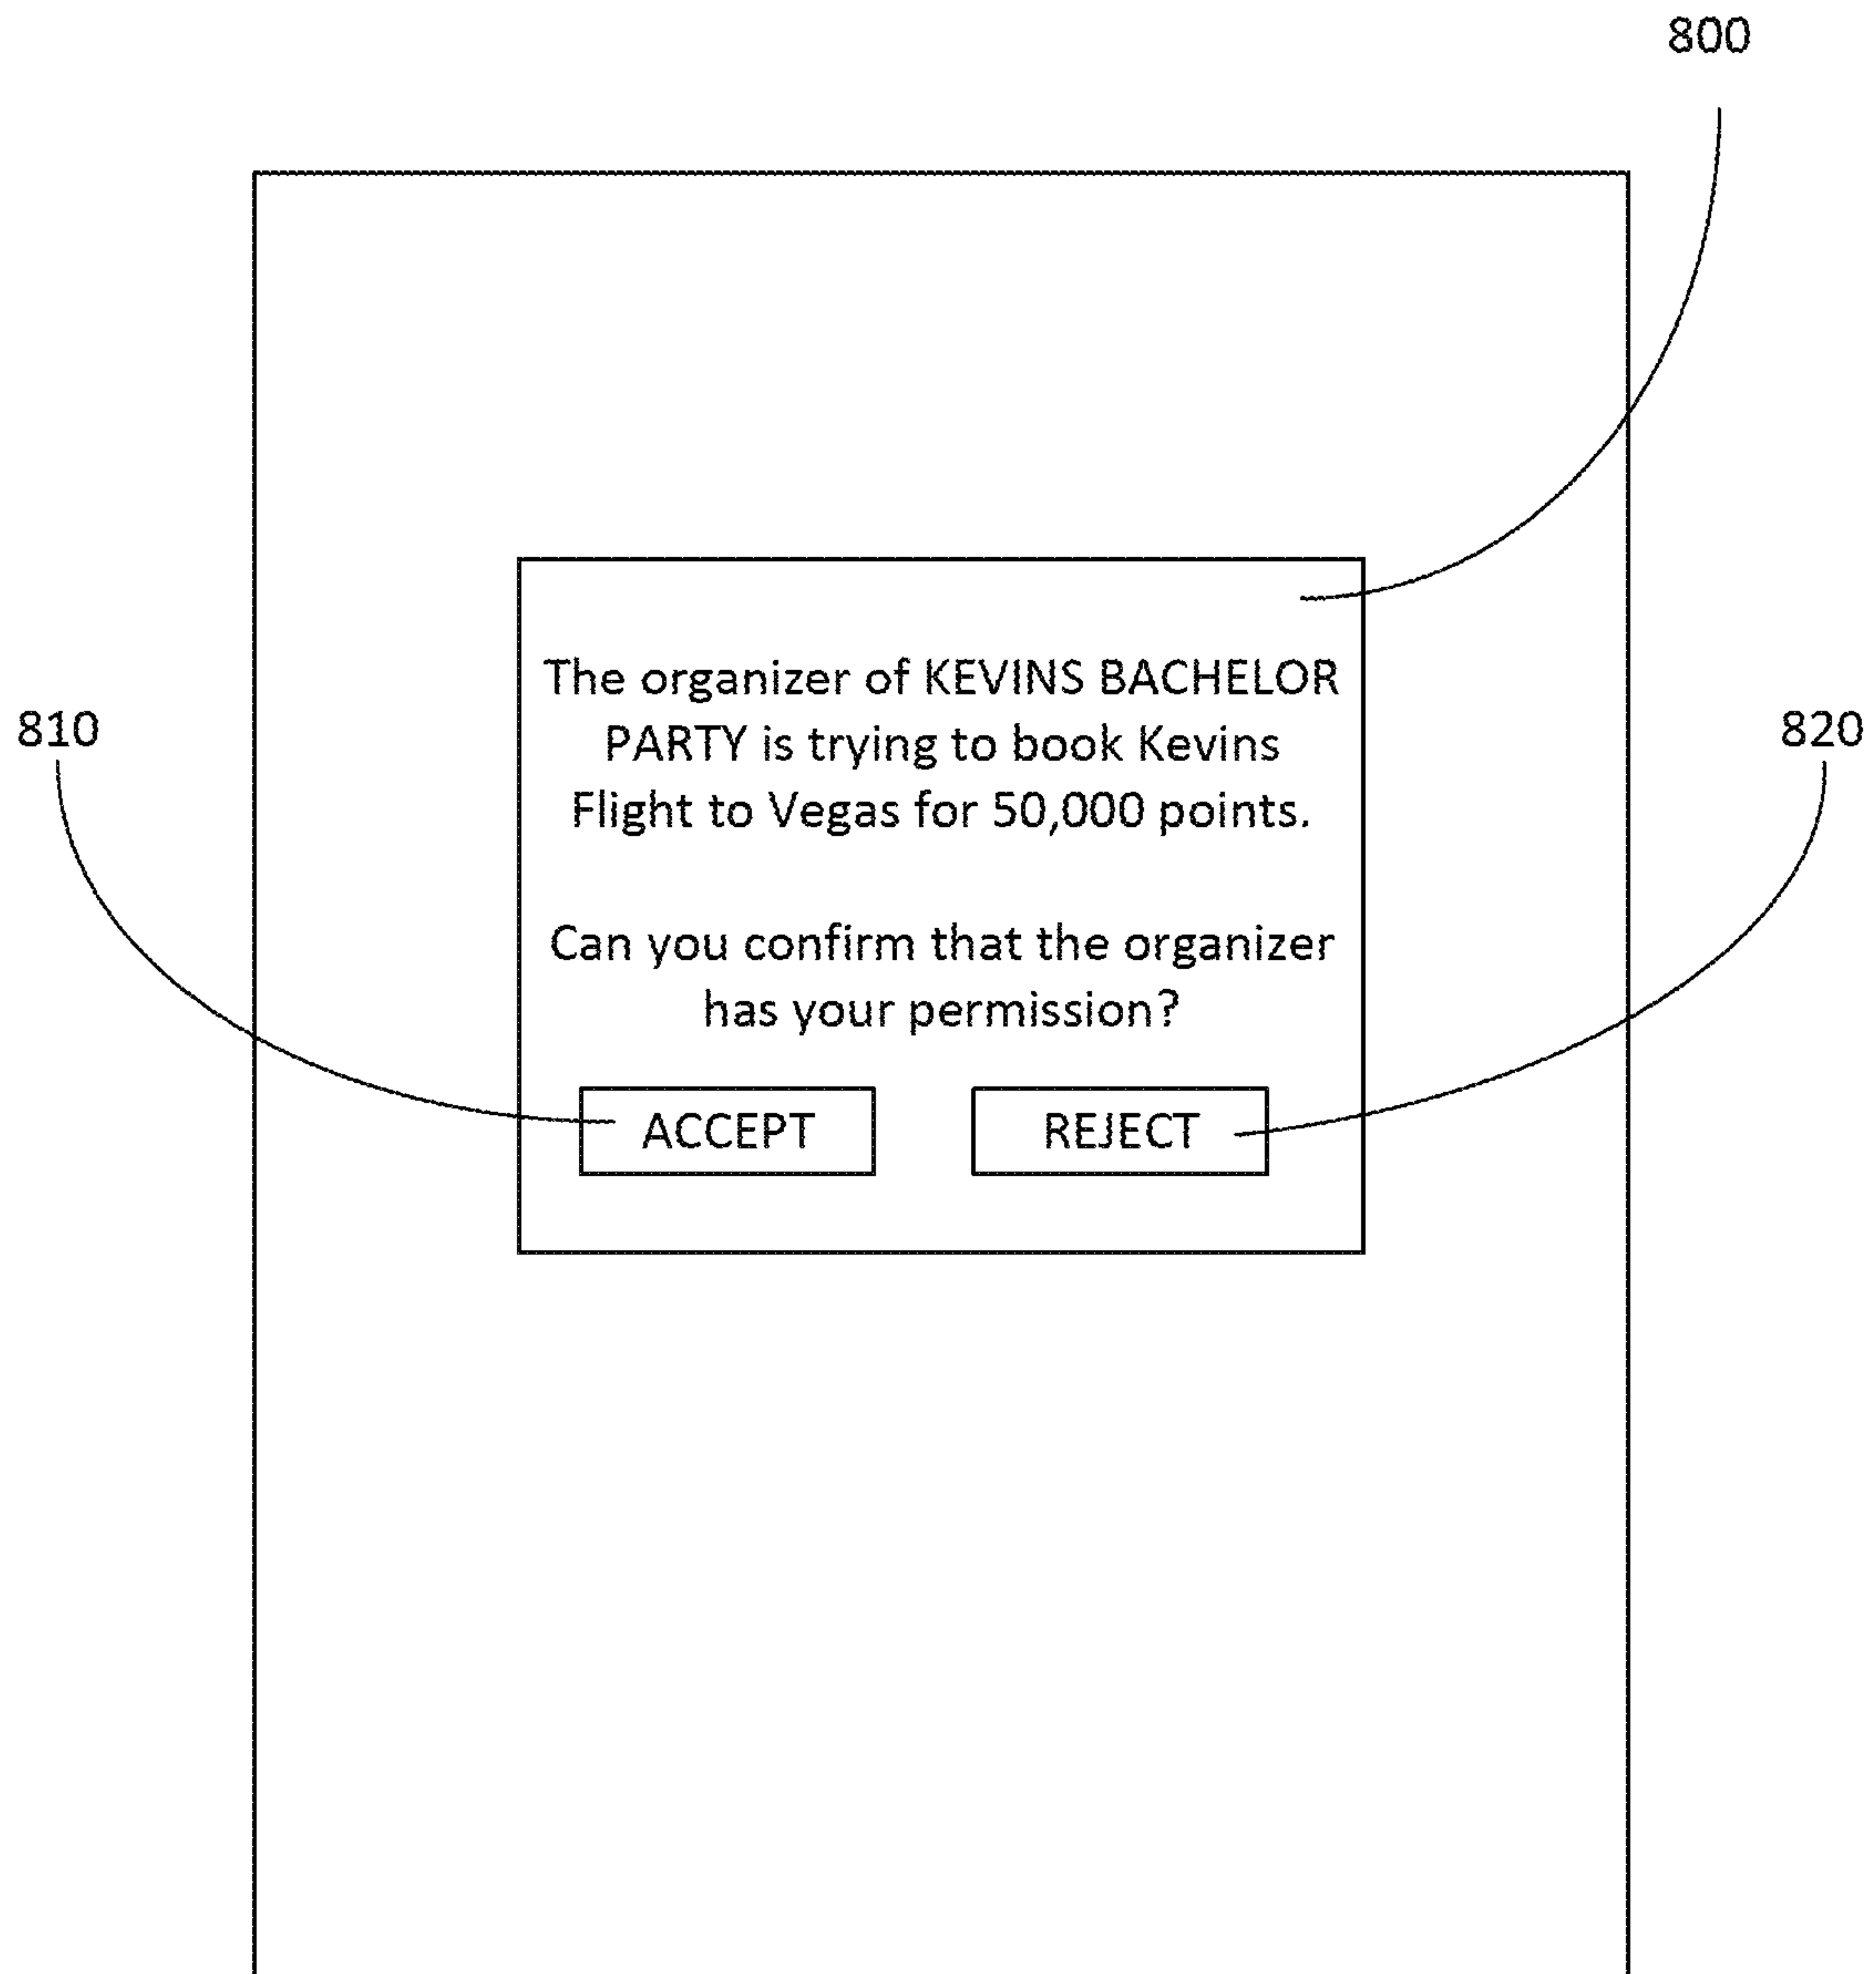 800
The organizer of KEVINS BACHELOR
PARTY is trying to book Kevins
Flight to Vegas for 50,000 points.
810
820
Can you confirm that the organizer
has your permission?
ACCEPT
REJECT